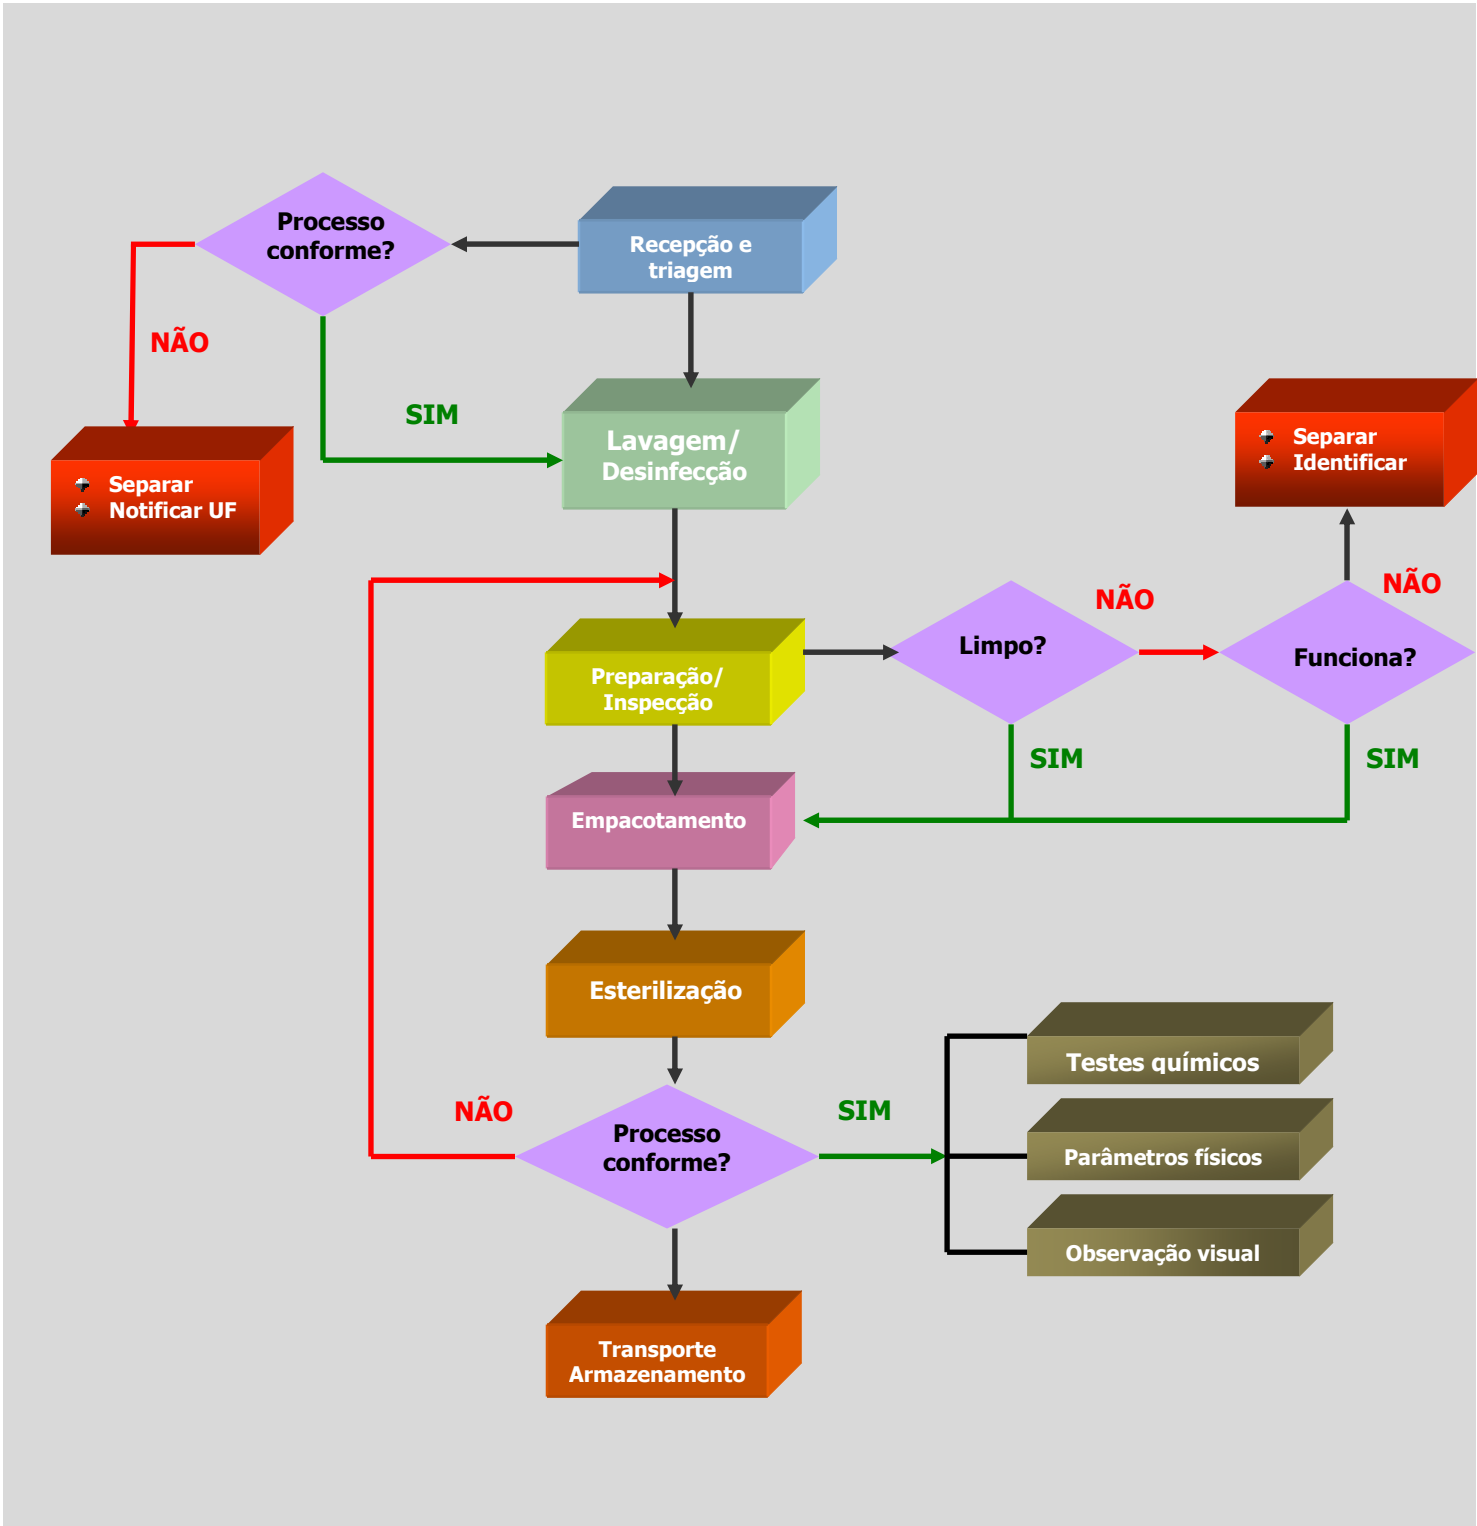 Processo
conforme?
Recepção e
triagem
NÃO
SIM
Lavagem/
Desinfecção
Separar
Notificar UF
Separar
Identificar
NÃO
NÃO
Limpo?
Funciona?
Preparação/
Inspecção
SIM
SIM
Empacotamento
Esterilização
Testes químicos
NÃO
SIM
Processo
conforme?
Parâmetros físicos
Observação visual
Transporte
Armazenamento